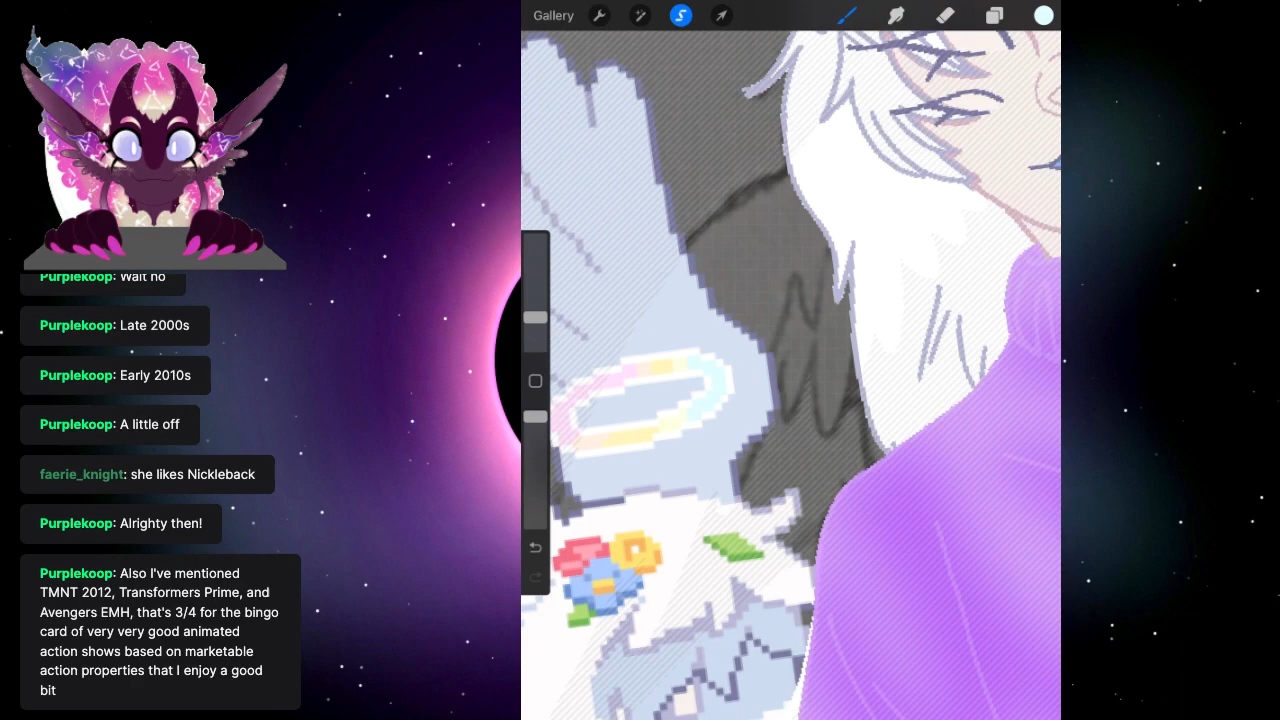 Gallery
Purplekoop: Wait no
Purplekoop: Late 2000s
Purplekoop: Early 2010s
Purplekoop: A little off
faerie_knight: she likes Nickleback
Purplekoop: Alrighty then!
Purplekoop: Also I've mentioned
TMNT 2012, Transformers Prime, and
Avengers EMH, that's 3/4 for the bingo
card of very very good animated
action shows based on marketable
action properties that I enjoy a good
bit